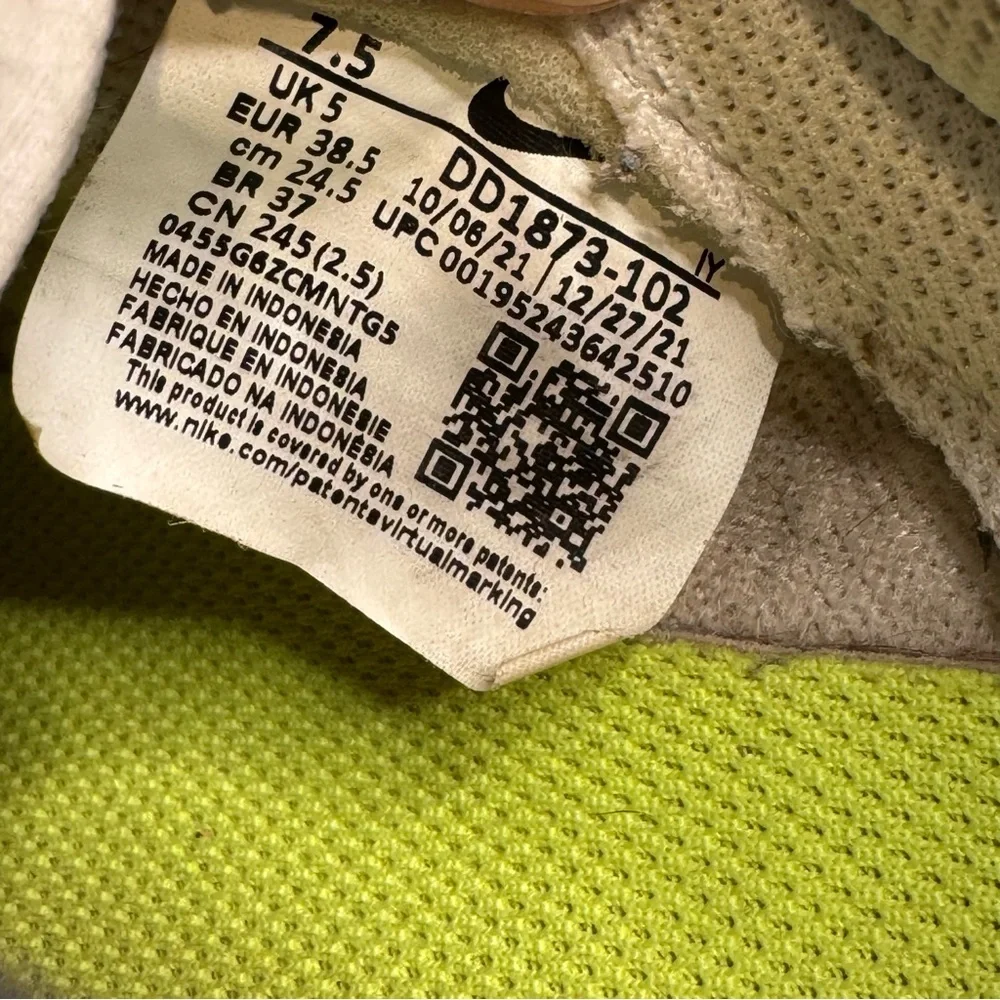 7.5
UK 5
EUR 38.5
cm 24.5
BR 37
CN 245(2.5)
0455G6ZCMNTG5
MADE IN INDONESIA
HECHO EN INDONESIA
FABRIQUE EN INDONESIE
FABRICADO NA INDONÉSIA
This product is covered by one or more patents:
www.nike.com/patentsvirtualmarking
IY
DD1873-102
10/06/21 | 12/27/21
UPC 00195243642510